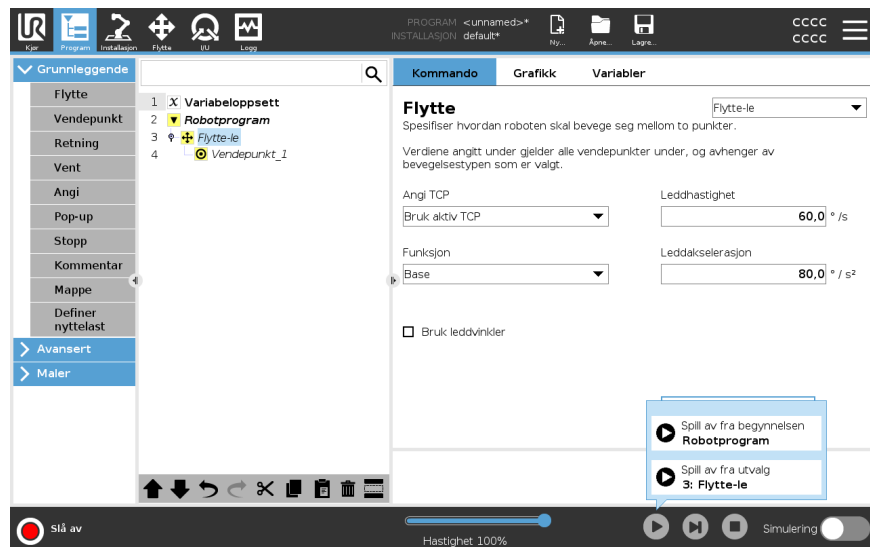 PROGRAM <unnamed>*
INSTALLASJON default*
Kjør
Program
Installasjon
Flytte
I/U
Logg
Ny...
Åpne...
Lagre...
cccc
cccc
Grunnleggende
Flytte
Vendepunkt
Retning
Vent
Angi
Pop-up
Stopp
Kommentar
Mappe
Definer
nyttelast
Avansert
Maler
1 X Variabeloppsett
2 Robotprogram
3 Flytte-le
4 Vendepunkt_1
Kommando
Grafikk
Variabler
Flytte
Flytte-le
Spesifiser hvordan roboten skal bevege seg mellom to punkter.
Verdiene angitt under gjelder alle vendepunkter under, og avhenger av
bevegelsestypen som er valgt.
Angi TCP
Leddhastighet
Bruk aktiv TCP
60,0 ° /s
Funksjon
Leddakselerasjon
Base
80,0 ° / s²
Bruk leddvinkler
Spill av fra begynnelsen
Robotprogram
Spill av fra utvalg
3: Flytte-le
Slå av
Hastighet 100%
Simulering